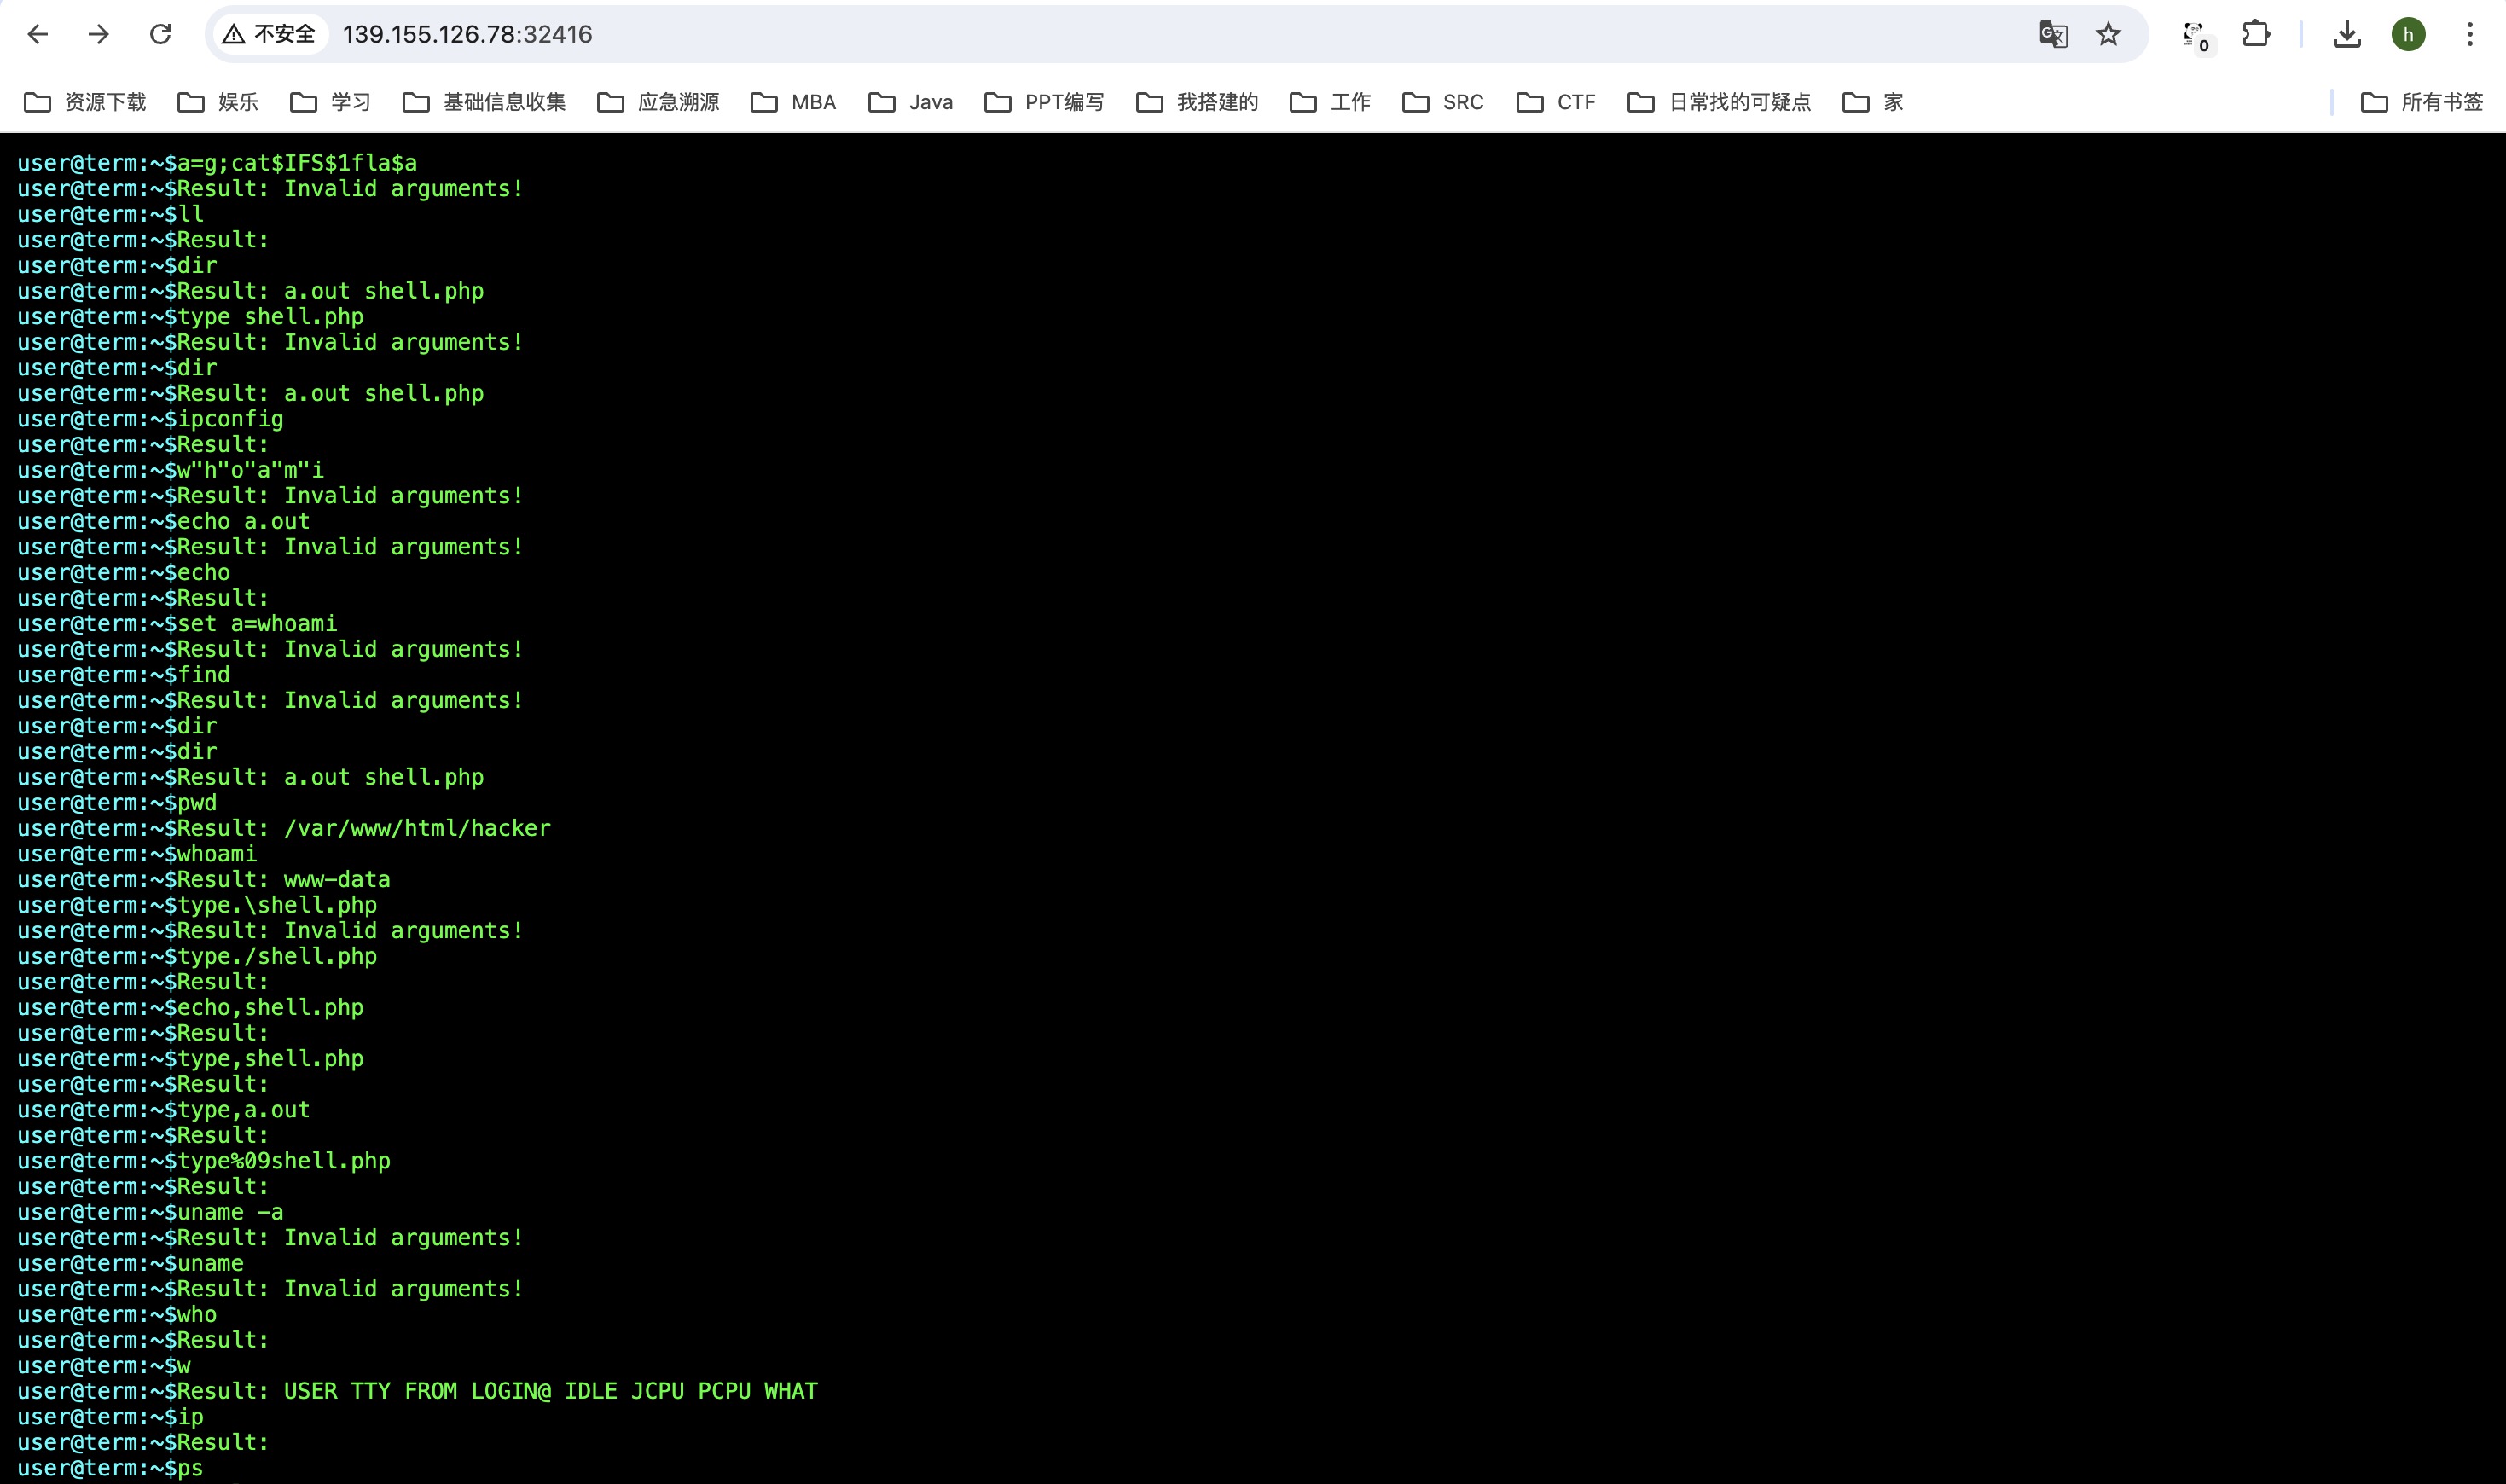 不安全 139.155.126.78:32416
0 h
资源下载 娱乐 学习 基础信息收集 应急溯源 MBA Java PPT编写 我搭建的 工作 SRC CTF 日常找的可疑点 家 所有书签
user@term:~$a=g;cat$IFS$1fla$a
user@term:~$Result: Invalid arguments!
user@term:~$ll
user@term:~$Result:
user@term:~$dir
user@term:~$Result: a.out shell.php
user@term:~$type shell.php
user@term:~$Result: Invalid arguments!
user@term:~$dir
user@term:~$Result: a.out shell.php
user@term:~$ipconfig
user@term:~$Result:
user@term:~$w"h"o"a"m"i
user@term:~$Result: Invalid arguments!
user@term:~$echo a.out
user@term:~$Result: Invalid arguments!
user@term:~$echo
user@term:~$Result:
user@term:~$set a=whoami
user@term:~$Result: Invalid arguments!
user@term:~$find
user@term:~$Result: Invalid arguments!
user@term:~$dir
user@term:~$dir
user@term:~$Result: a.out shell.php
user@term:~$pwd
user@term:~$Result: /var/www/html/hacker
user@term:~$whoami
user@term:~$Result: www-data
user@term:~$type.\shell.php
user@term:~$Result: Invalid arguments!
user@term:~$type./shell.php
user@term:~$Result:
user@term:~$echo,shell.php
user@term:~$Result:
user@term:~$type,shell.php
user@term:~$Result:
user@term:~$type,a.out
user@term:~$Result:
user@term:~$type%09shell.php
user@term:~$Result:
user@term:~$uname -a
user@term:~$Result: Invalid arguments!
user@term:~$uname
user@term:~$Result: Invalid arguments!
user@term:~$who
user@term:~$Result:
user@term:~$w
user@term:~$Result: USER TTY FROM LOGIN@ IDLE JCPU PCPU WHAT
user@term:~$ip
user@term:~$Result:
user@term:~$ps